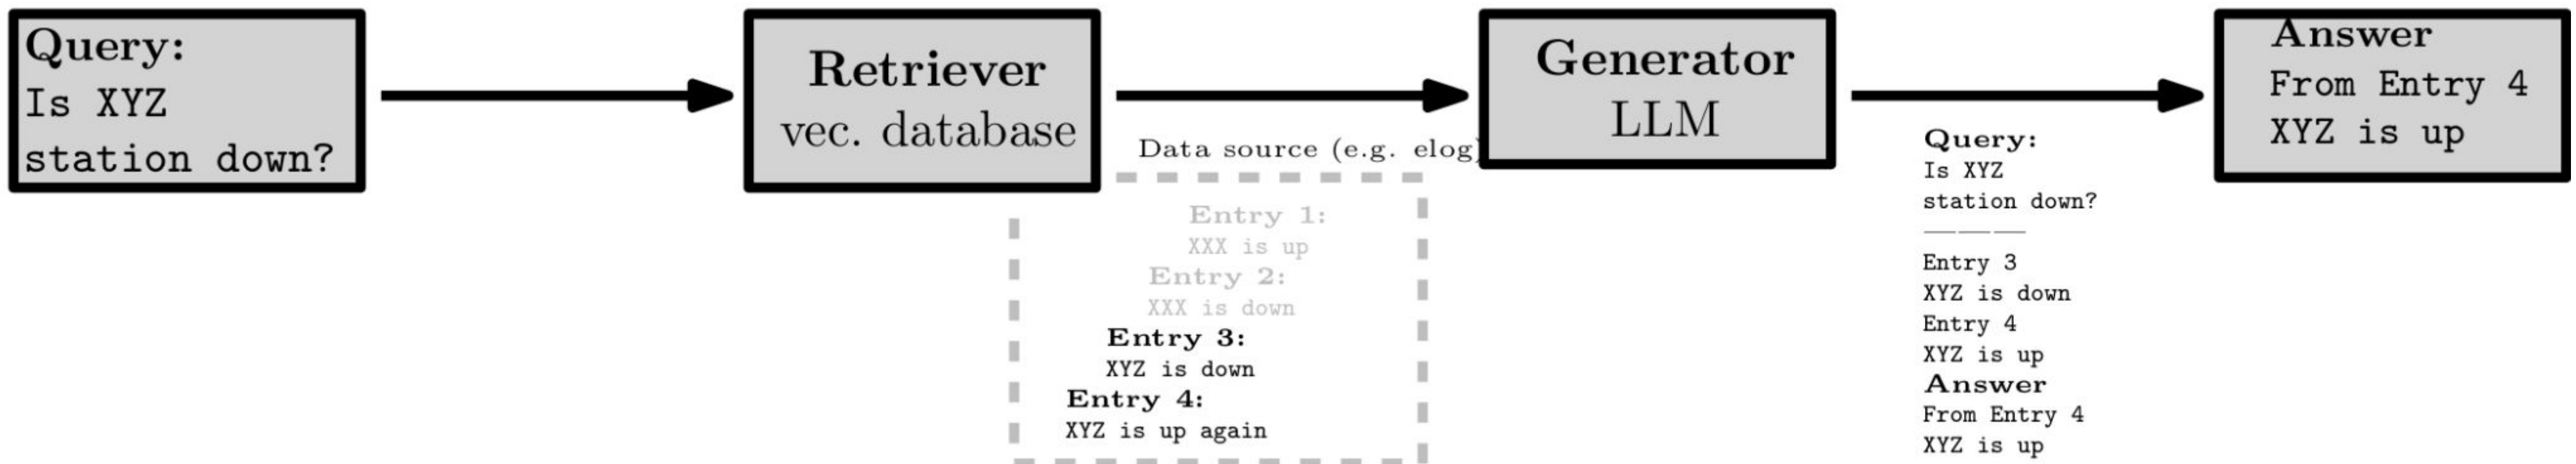 Query:
Is XYZ
station down?
Retriever
vec. database
Data source (e.g. elog)
Entry 1:
XXX is up
Entry 2:
XXX is down
Entry 3:
XYZ is down
Entry 4:
XYZ is up again
Generator
LLM
Query:
Is XYZ
station down?
Entry 3
XYZ is down
Entry 4
XYZ is up
Answer
From Entry 4
XYZ is up
Answer
From Entry 4
XYZ is up